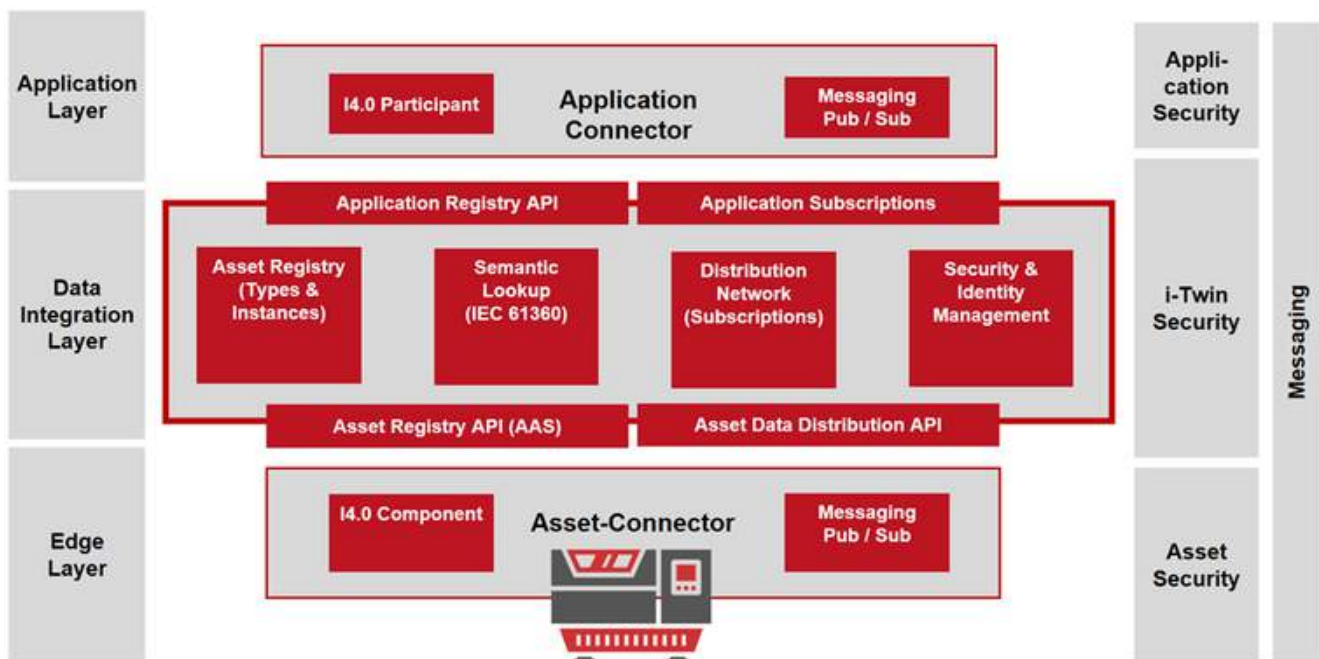 Application
Layer
I4.0 Participant
Application
Connector
Messaging
Pub / Sub
Appli-
cation
Security
Messaging
Application Registry API
Application Subscriptions
Data
Integration
Layer
Asset Registry
(Types &
Instances)
Semantic
Lookup
(IEC 61360)
Distribution
Network
(Subscriptions)
Security &
Identity
Management
i-Twin
Security
Asset Registry API (AAS)
Asset Data Distribution API
Edge
Layer
I4.0 Component
Asset-Connector
Messaging
Pub / Sub
Asset
Security